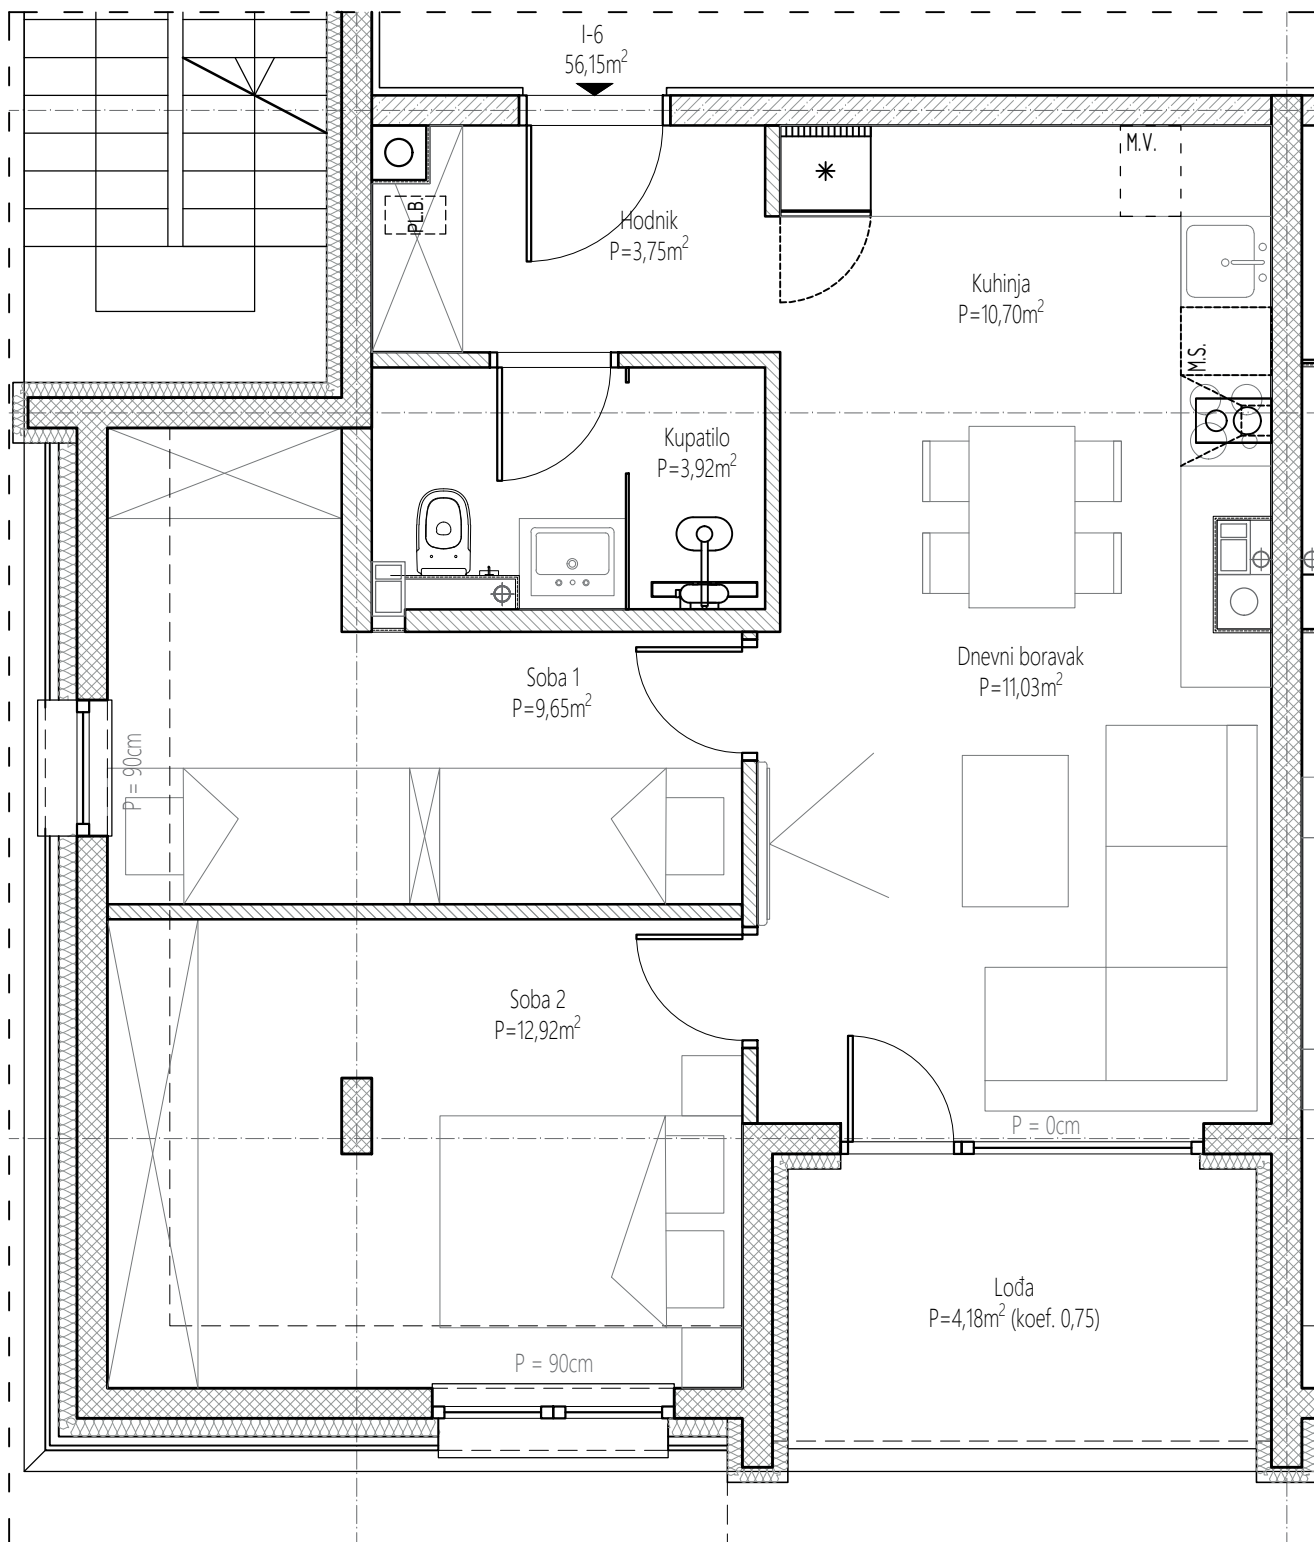 I-6
56,15m²
M.V.
PL.B.
Hodnik
P=3,75m²
Kuhinja
P=10,70m²
M.S.
Kupatilo
P=3,92m²
Dnevni boravak
P=11,03m²
Soba 1
P=9,65m²
P = 90cm
Soba 2
P=12,92m²
P = 0cm
Lođa
P=4,18m² (koef. 0,75)
P = 90cm